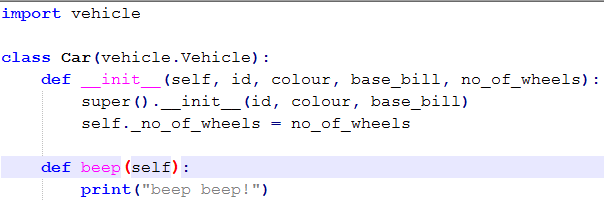 import vehicle
class Car(vehicle.Vehicle):
    def __init__(self, id, colour, base_bill, no_of_wheels):
        super().__init__(id, colour, base_bill)
        self._no_of_wheels = no_of_wheels
    def beep(self):
        print("beep beep!")